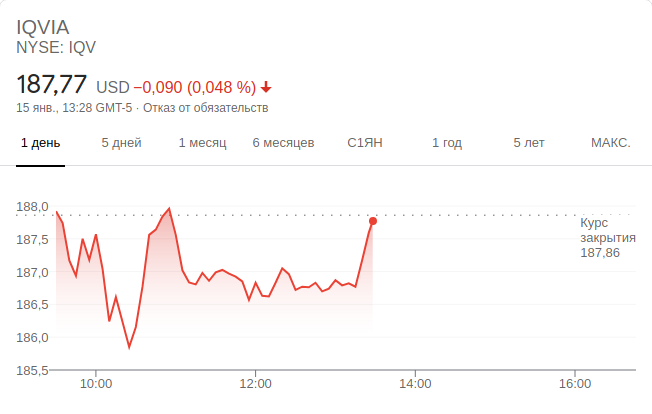 IQVIA
NYSE: IQV
187,77 USD −0,090 (0,048 %)
15 янв., 13:28 GMT-5 · Отказ от обязательств
1 день 5 дней 1 месяц 6 месяцев С1ЯН 1 год 5 лет МАКС.
188,0
Курс
закрытия
187,86
187,5
187,0
186,5
186,0
185,5
10:00 12:00 14:00 16:00